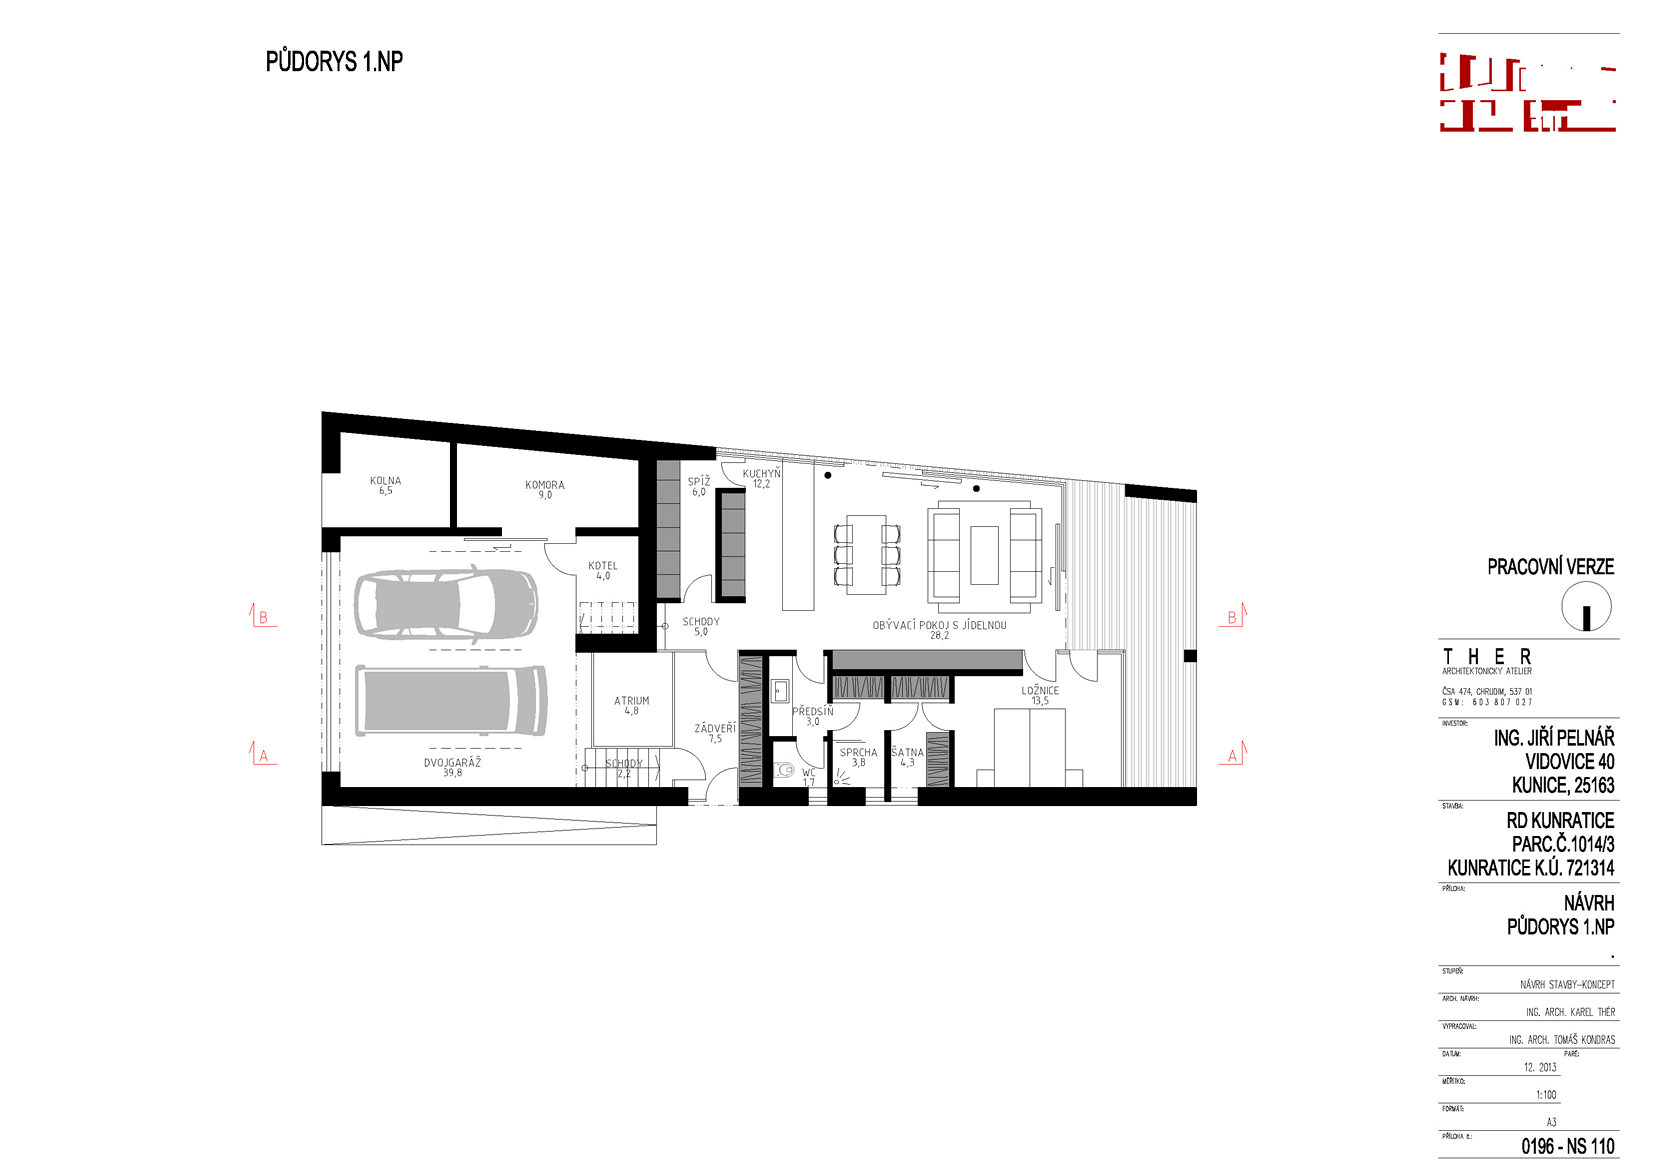 PŮDORYS 1.NP
KOLNA
6,5
KOMORA
9,0
SPÍŽ
6,0
KUCHYŇ
12,2
KOTEL
4,0
SCHODY
5,0
OBÝVACÍ POKOJ S JÍDELNOU
28,2
B
B
ATRIUM
4,8
ZÁDVEŘÍ
7,5
PŘEDSÍŇ
3,0
LOŽNICE
13,5
DVOJGARÁŽ
39,8
SCHODY
2,2
WC
1,7
SPRCHA
3,8
ŠATNA
4,3
A
A
PRACOVNÍ VERZE
THER
ARCHITEKTONICKÝ ATELIER
ČSA 474, CHRUDIM, 537 01
GSM: 603 807 027
INVESTOR:
ING. JIŘÍ PELNÁŘ
VIDOVICE 40
KUNICE, 25163
STAVBA:
RD KUNRATICE
PARC.Č.1014/3
KUNRATICE K.Ú. 721314
PŘÍLOHA:
NÁVRH
PŮDORYS 1.NP
.
STUPEŇ:
NÁVRH STAVBY-KONCEPT
ARCH. NÁVRH:
ING. ARCH. KAREL THÉR
VYPRACOVAL:
ING. ARCH. TOMÁŠ KONDRAS
DATUM: PARÉ:
12. 2013
MĚŘÍTKO:
1:100
FORMÁT:
A3
PŘÍLOHA Č.:
0196 - NS 110